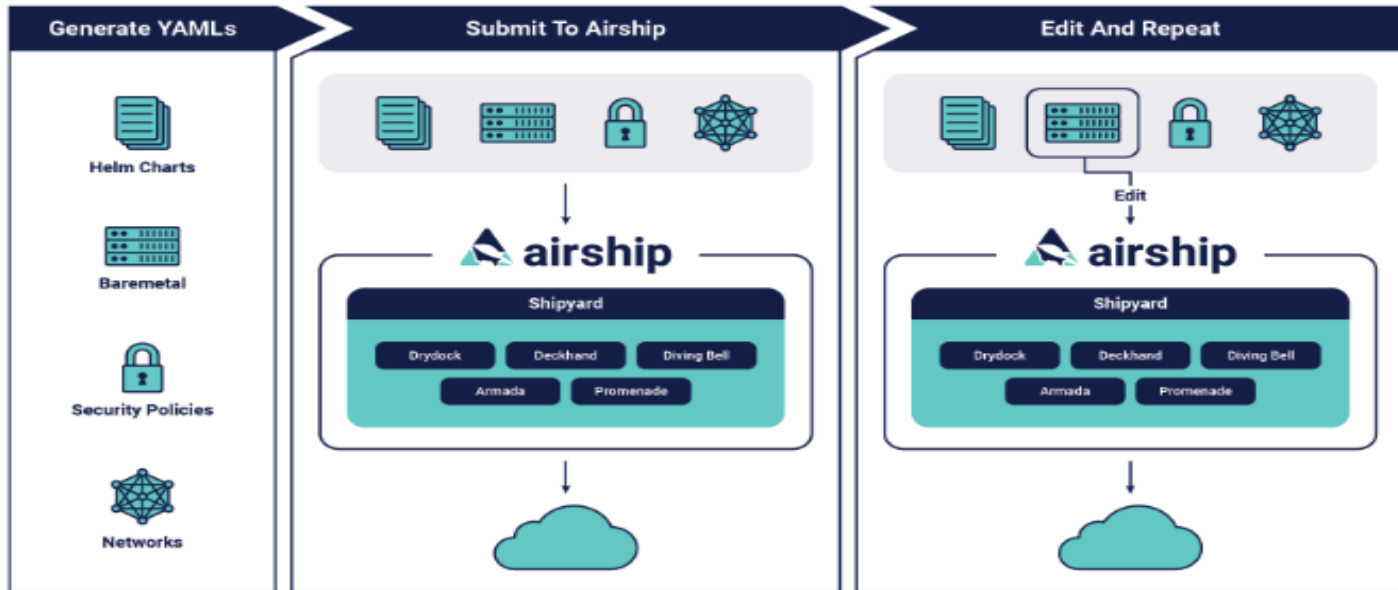 Generate YAMLs
Submit To Airship
Edit And Repeat
Helm Charts
Baremetal
Security Policies
Networks
airship
Shipyard
Drydock
Deckhand
Diving Bell
Armada
Promenade
Edit
airship
Shipyard
Drydock
Deckhand
Diving Bell
Armada
Promenade